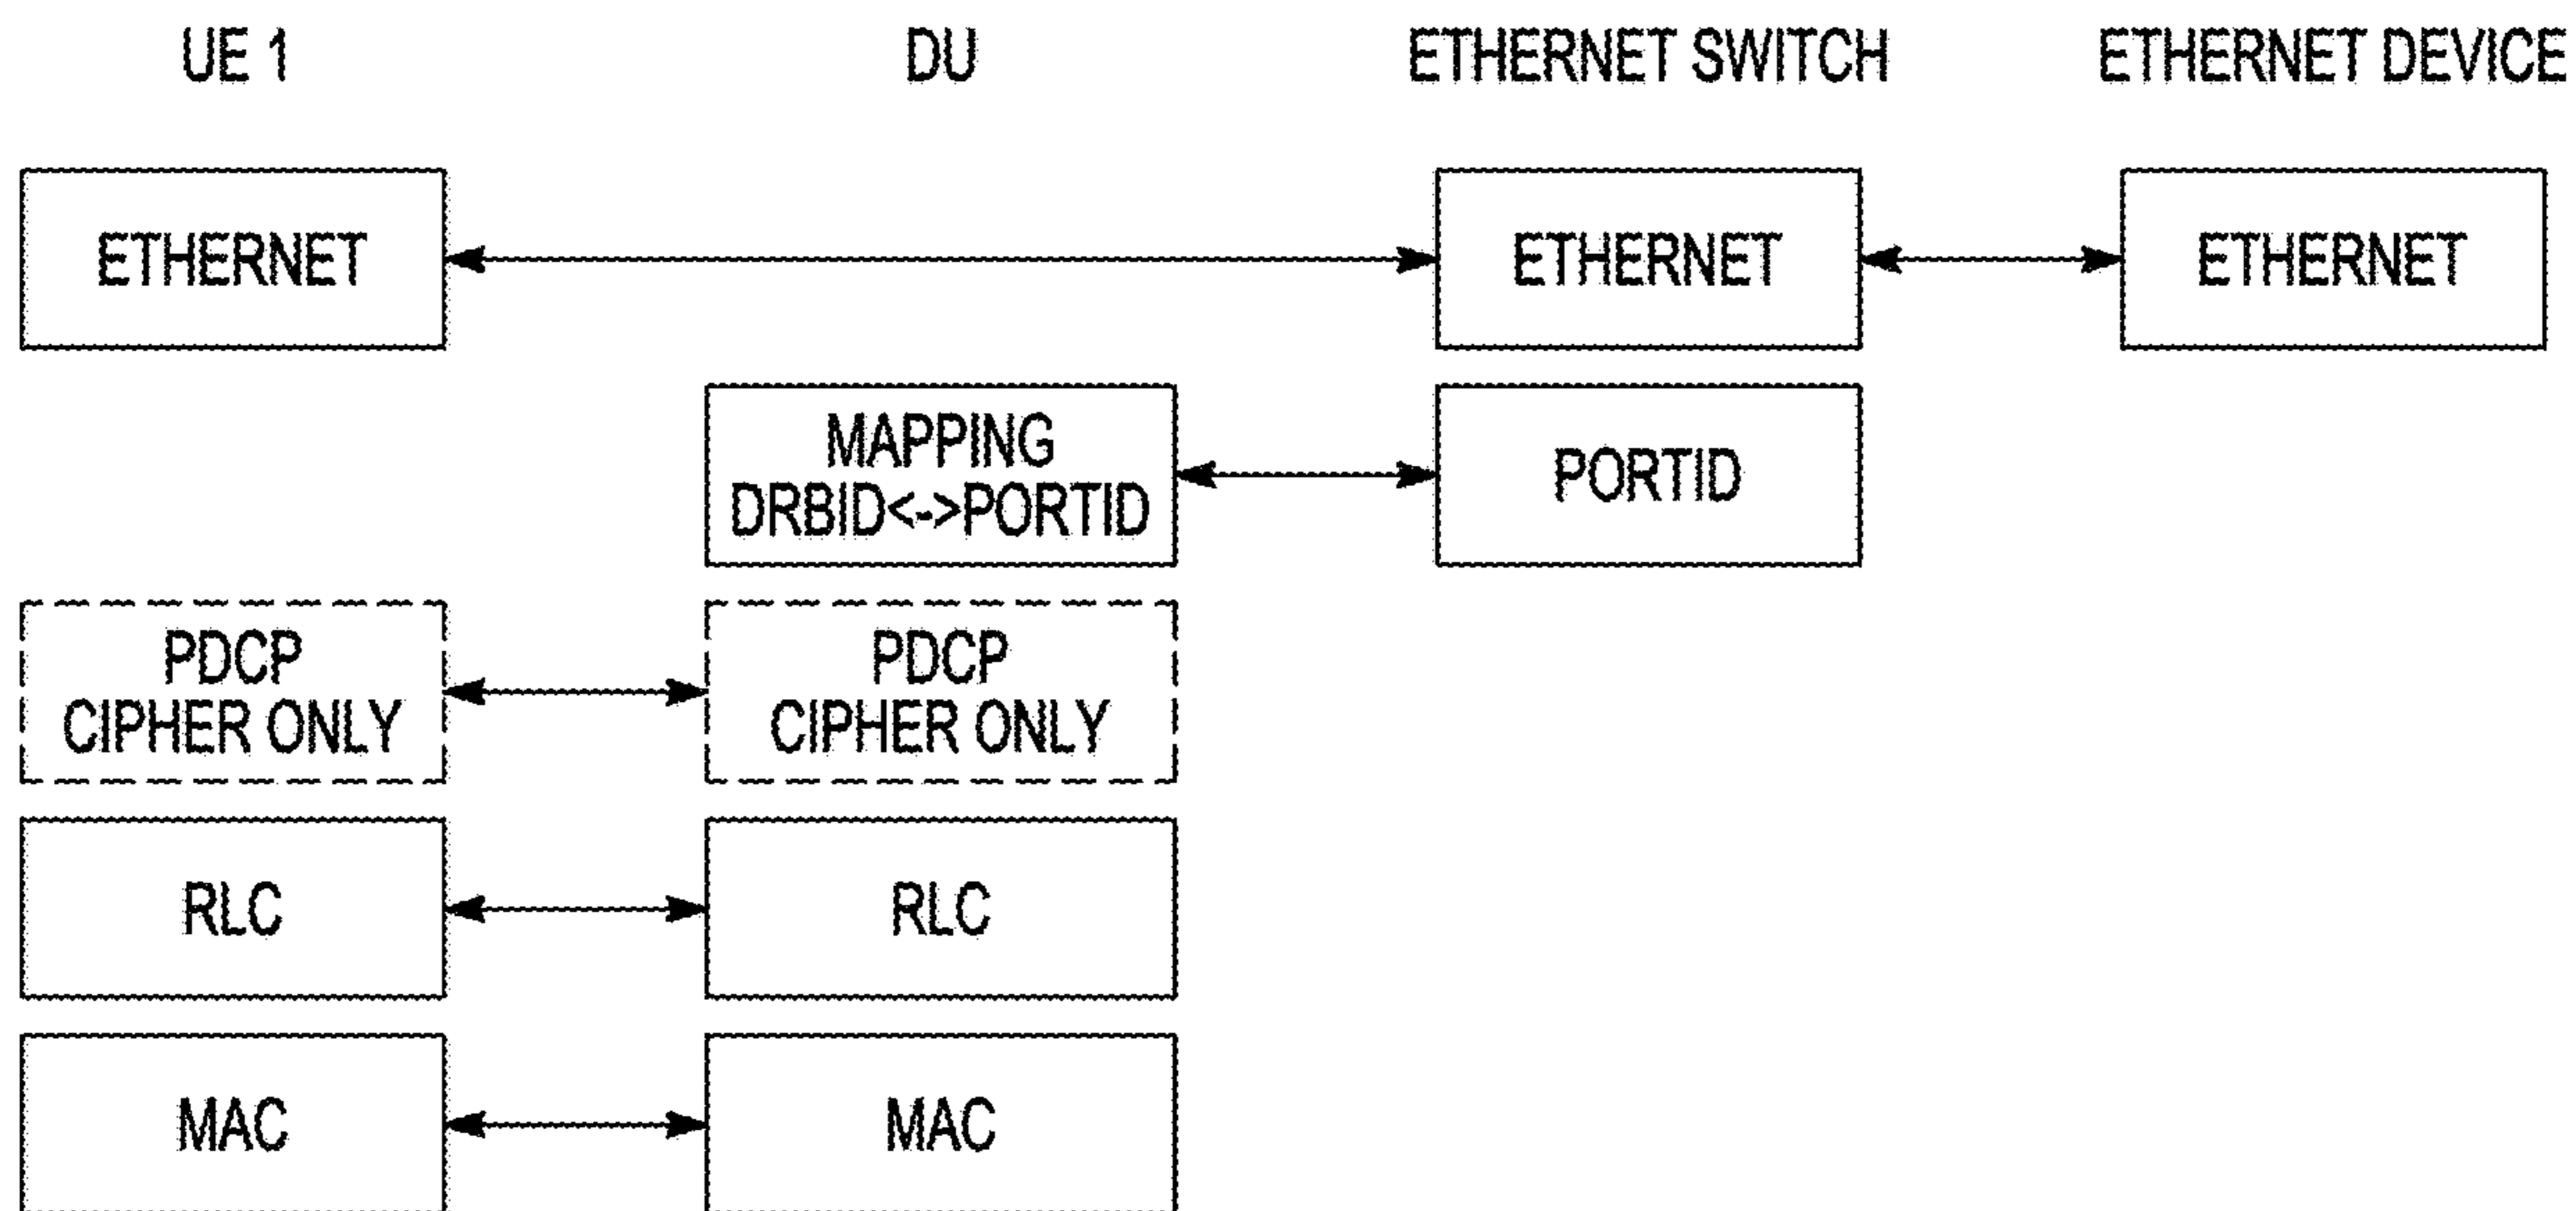 UE 1
DU
ETHERNET SWITCH
ETHERNET DEVICE
ETHERNET
ETHERNET
ETHERNET
MAPPING
DRBID<->PORTID
PORTID
PDCP
CIPHER ONLY
PDCP
CIPHER ONLY
RLC
RLC
MAC
MAC